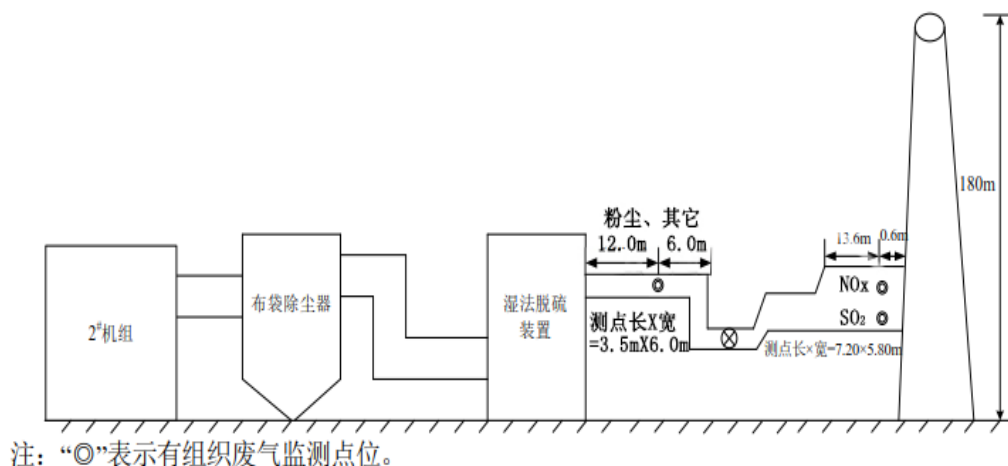 粉尘、其它
12.0m 6.0m
13.6m 0.6m
180m
2#机组
布袋除尘器
湿法脱硫
装置
测点长X宽
=3.5mX6.0m
NOx
SO₂
测点长×宽=7.20×5.80m
注：“◎”表示有组织废气监测点位。